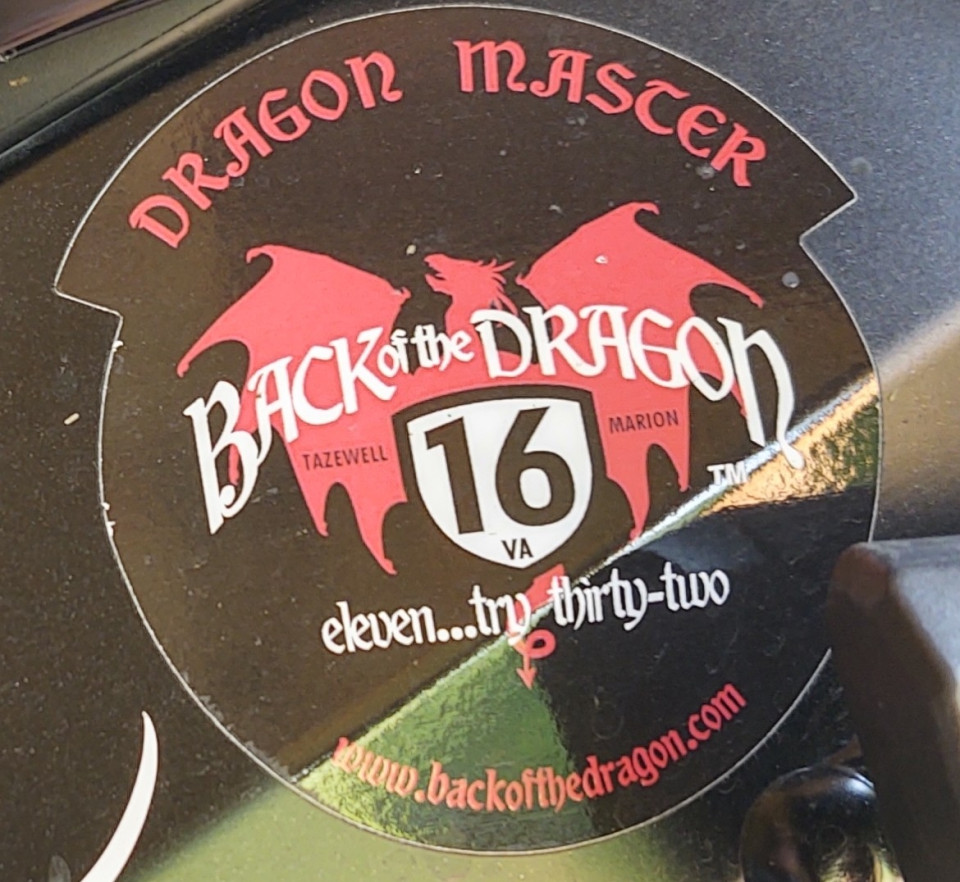 DRAGON MASTER
BACK of the DRAGON
TAZEWELL
16
VA
MARION
TM
eleven...try thirty-two
www.backofthedragon.com